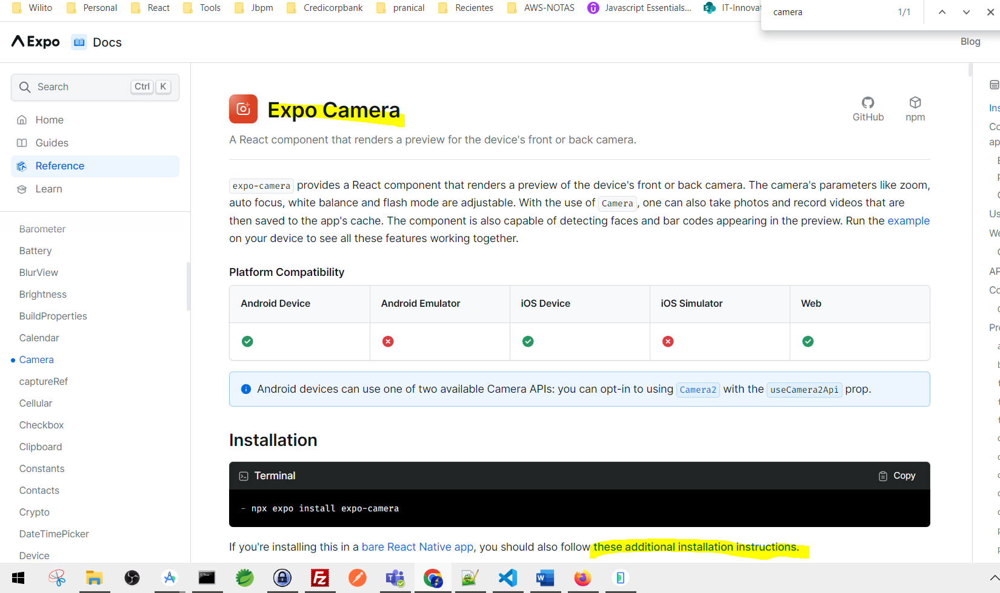 Wilito Personal React Tools Jbpm Credicorpbank pranical Recientes AWS-NOTAS Javascript Essentials... IT-Innovat
camera 1/1
Expo Docs
Blog
Search Ctrl K
Home
Guides
Reference
Learn
Barometer
Battery
BlurView
Brightness
BuildProperties
Calendar
Camera
captureRef
Cellular
Checkbox
Clipboard
Constants
Contacts
Crypto
DateTimePicker
Device
Expo Camera
GitHub npm
A React component that renders a preview for the device's front or back camera.
expo-camera provides a React component that renders a preview of the device's front or back camera. The camera's parameters like zoom,
auto focus, white balance and flash mode are adjustable. With the use of Camera, one can also take photos and record videos that are
then saved to the app's cache. The component is also capable of detecting faces and bar codes appearing in the preview. Run the example
on your device to see all these features working together.
Platform Compatibility
Android Device Android Emulator iOS Device iOS Simulator Web
Android devices can use one of two available Camera APIs: you can opt-in to using Camera2 with the useCamera2Api prop.
Installation
Terminal Copy
- npx expo install expo-camera
If you're installing this in a bare React Native app, you should also follow these additional installation instructions.